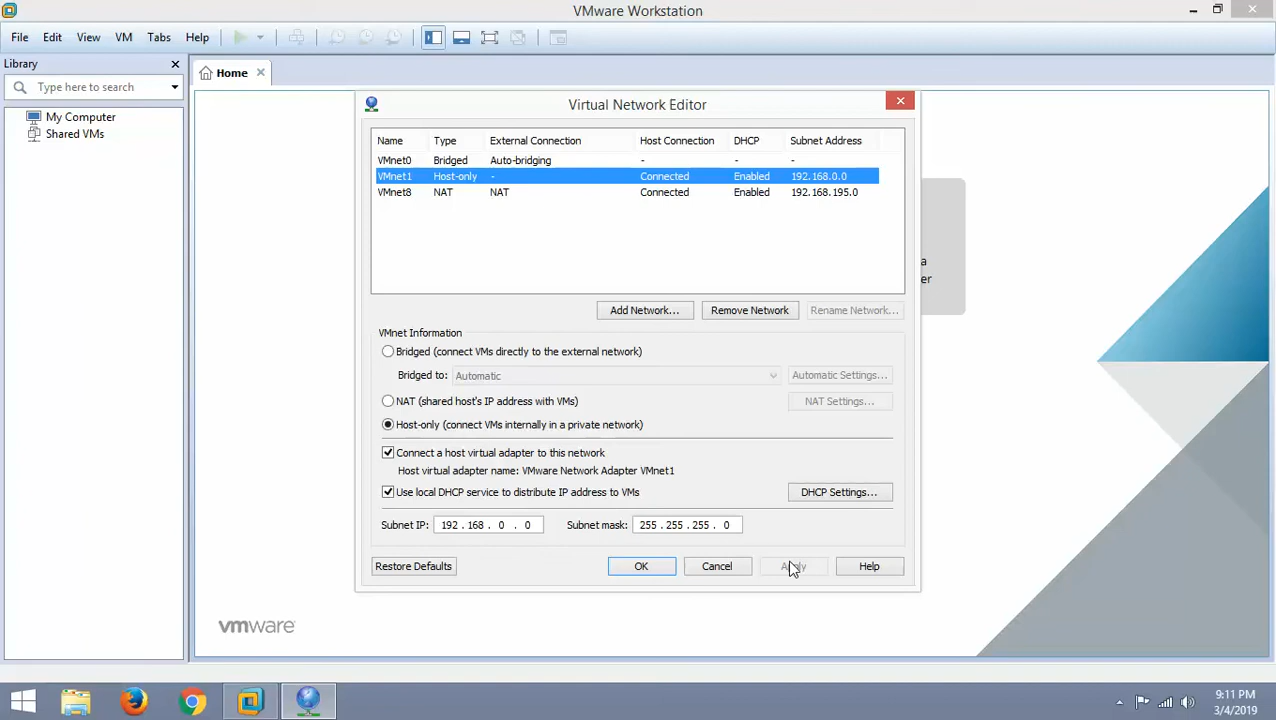 VMware Workstation
File Edit View VM Tabs Help
Library
Type here to search
My Computer
Shared VMs
Home
Virtual Network Editor
Name Type External Connection Host Connection DHCP Subnet Address
VMnet0 Bridged Auto-bridging - - -
VMnet1 Host-only - Connected Enabled 192.168.0.0
VMnet8 NAT NAT Connected Enabled 192.168.195.0
a
er
Add Network... Remove Network Rename Network...
VMnet Information
Bridged (connect VMs directly to the external network)
Bridged to: Automatic Automatic Settings...
NAT (shared host's IP address with VMs) NAT Settings...
Host-only (connect VMs internally in a private network)
Connect a host virtual adapter to this network
Host virtual adapter name: VMware Network Adapter VMnet1
Use local DHCP service to distribute IP address to VMs DHCP Settings...
Subnet IP: 192 . 168 . 0 . 0 Subnet mask: 255 . 255 . 255 . 0
Restore Defaults OK Cancel Apply Help
vmware
9:11 PM
3/4/2019